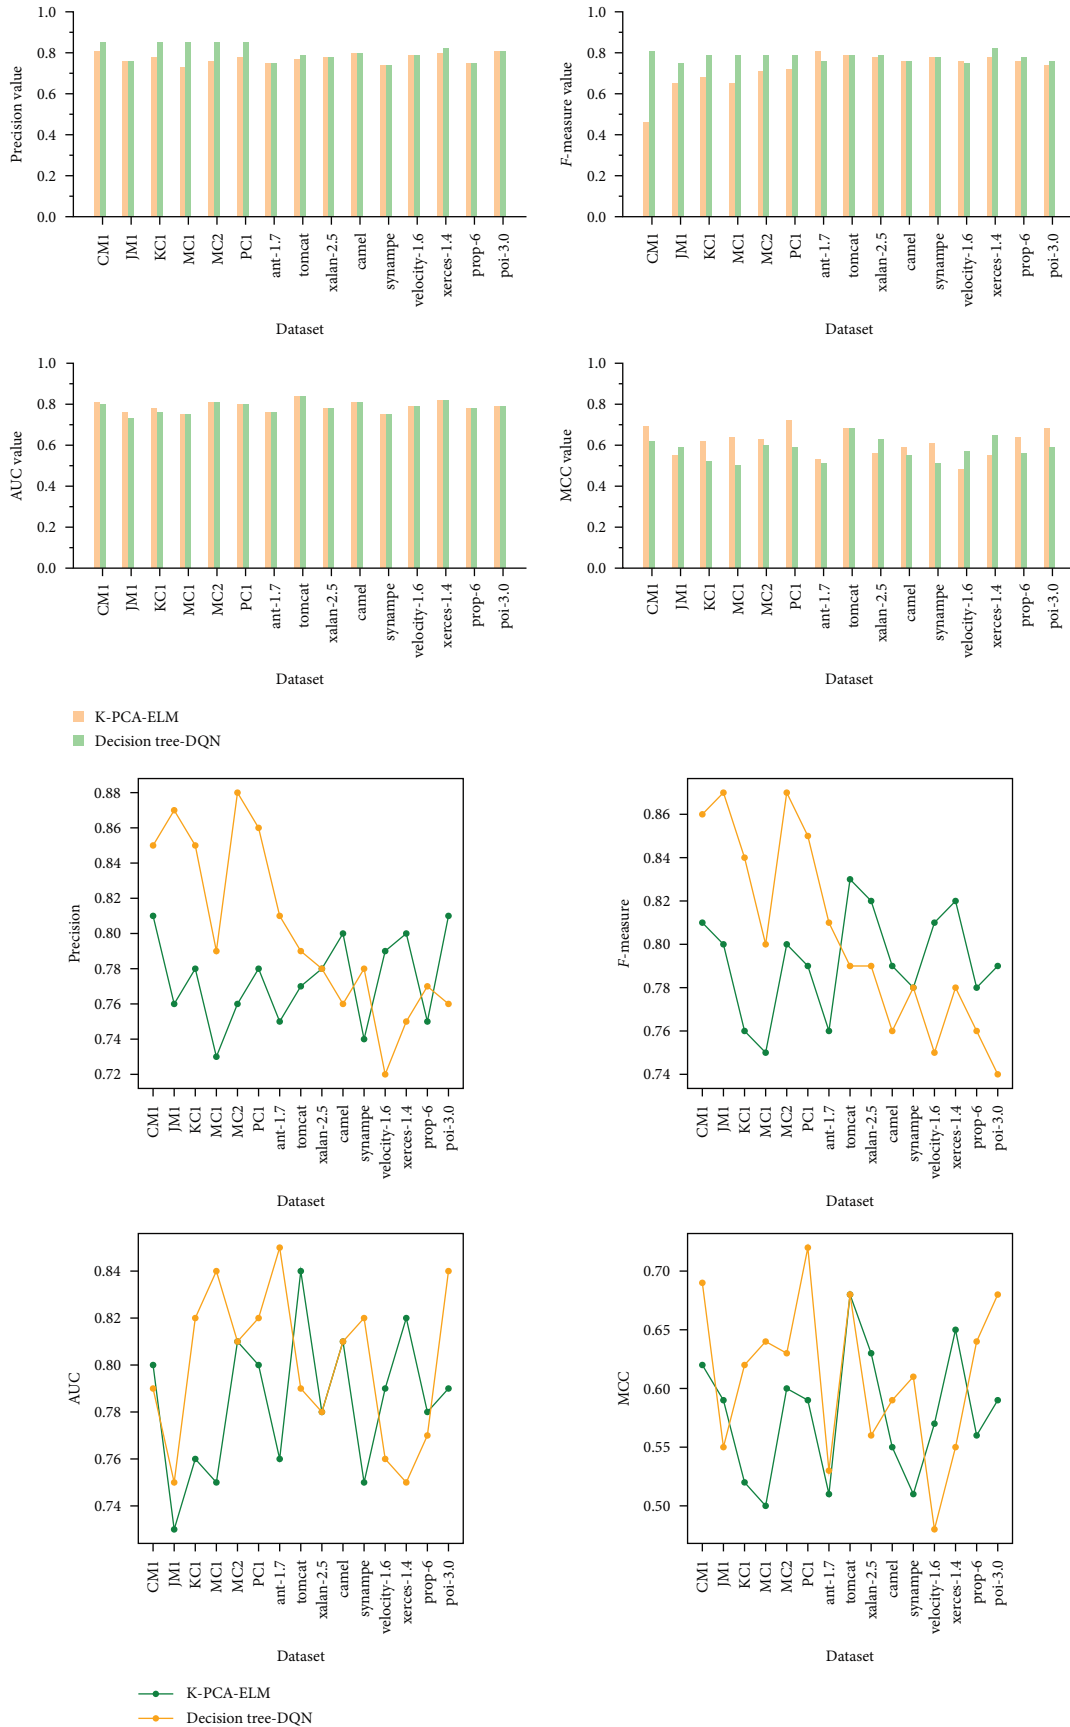 1.0
0.8
0.6
0.4
0.2
0.0
Precision value
CM1
JM1
KC1
MC1
MC2
PC1
ant-1.7
tomcat
xalan-2.5
camel
synampe
velocity-1.6
xerces-1.4
prop-6
poi-3.0
Dataset
1.0
0.8
0.6
0.4
0.2
0.0
F-measure value
CM1
JM1
KC1
MC1
MC2
PC1
ant-1.7
tomcat
xalan-2.5
camel
synampe
velocity-1.6
xerces-1.4
prop-6
poi-3.0
Dataset
1.0
0.8
0.6
0.4
0.2
0.0
AUC value
CM1
JM1
KC1
MC1
MC2
PC1
ant-1.7
tomcat
xalan-2.5
camel
synampe
velocity-1.6
xerces-1.4
prop-6
poi-3.0
Dataset
1.0
0.8
0.6
0.4
0.2
0.0
MCC value
CM1
JM1
KC1
MC1
MC2
PC1
ant-1.7
tomcat
xalan-2.5
camel
synampe
velocity-1.6
xerces-1.4
prop-6
poi-3.0
Dataset
K-PCA-ELM
Decision tree-DQN
0.88
0.86
0.84
0.82
0.80
0.78
0.76
0.74
0.72
Precision
CM1
JM1
KC1
MC1
MC2
PC1
ant-1.7
tomcat
xalan-2.5
camel
synampe
velocity-1.6
xerces-1.4
prop-6
poi-3.0
Dataset
0.86
0.84
0.82
0.80
0.78
0.76
0.74
F-measure
CM1
JM1
KC1
MC1
MC2
PC1
ant-1.7
tomcat
xalan-2.5
camel
synampe
velocity-1.6
xerces-1.4
prop-6
poi-3.0
Dataset
0.84
0.82
0.80
0.78
0.76
0.74
AUC
CM1
JM1
KC1
MC1
MC2
PC1
ant-1.7
tomcat
xalan-2.5
camel
synampe
velocity-1.6
xerces-1.4
prop-6
poi-3.0
Dataset
0.70
0.65
0.60
0.55
0.50
MCC
CM1
JM1
KC1
MC1
MC2
PC1
ant-1.7
tomcat
xalan-2.5
camel
synampe
velocity-1.6
xerces-1.4
prop-6
poi-3.0
Dataset
K-PCA-ELM
Decision tree-DQN